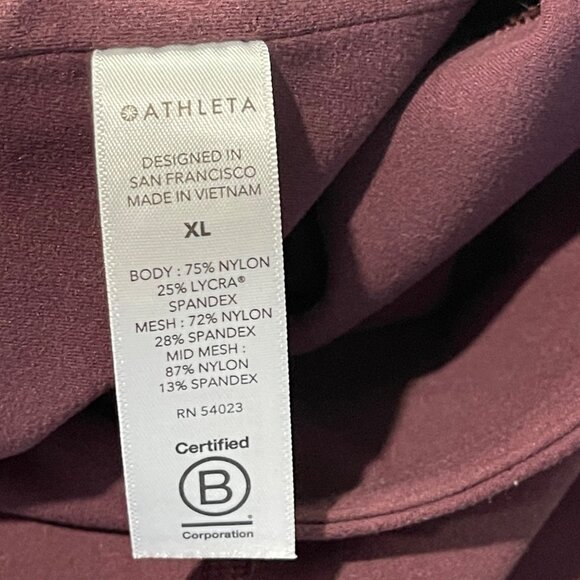 ATHLETA
DESIGNED IN
SAN FRANCISCO
MADE IN VIETNAM
XL
BODY : 75% NYLON
25% LYCRA®
SPANDEX
MESH : 72% NYLON
28% SPANDEX
MID MESH :
87% NYLON
13% SPANDEX
RN 54023
Certified
B
Corporation